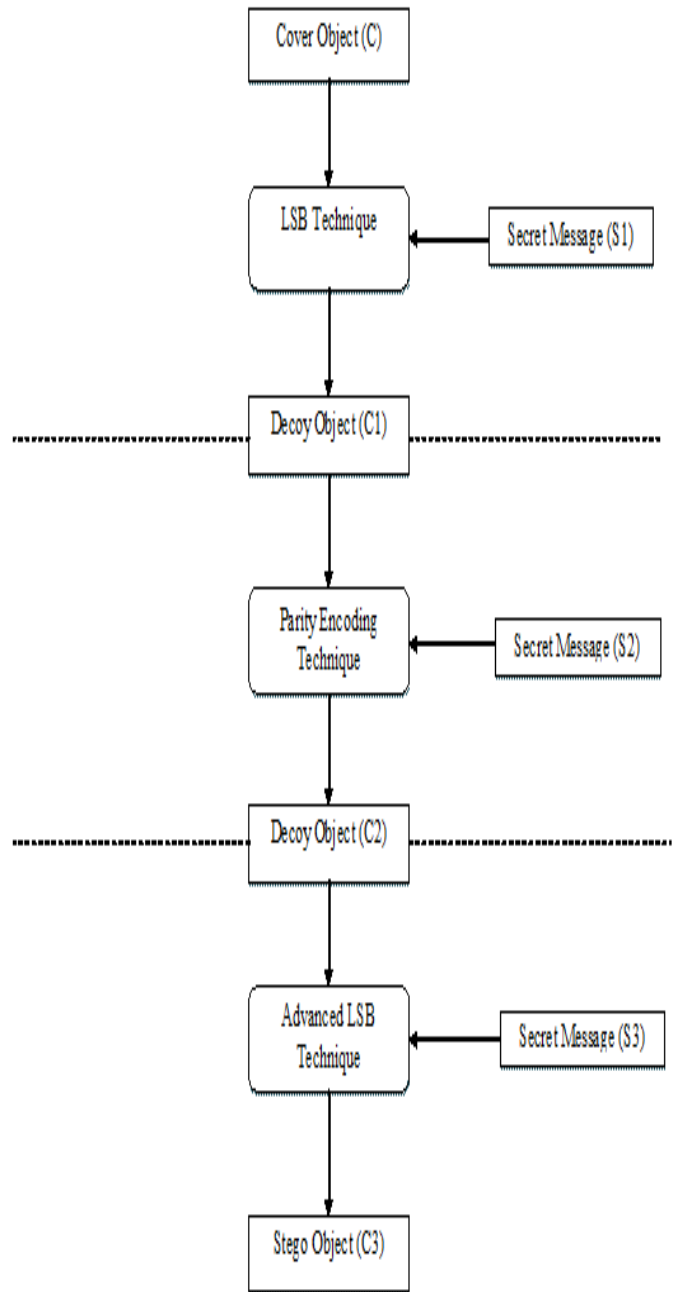 Cover Object (C)
LSB Technique
Secret Message (S1)
Decoy Object (C1)
Parity Encoding
Technique
Secret Message (S2)
Decoy Object (C2)
Advanced LSB
Technique
Secret Message (S3)
Stego Object (C3)